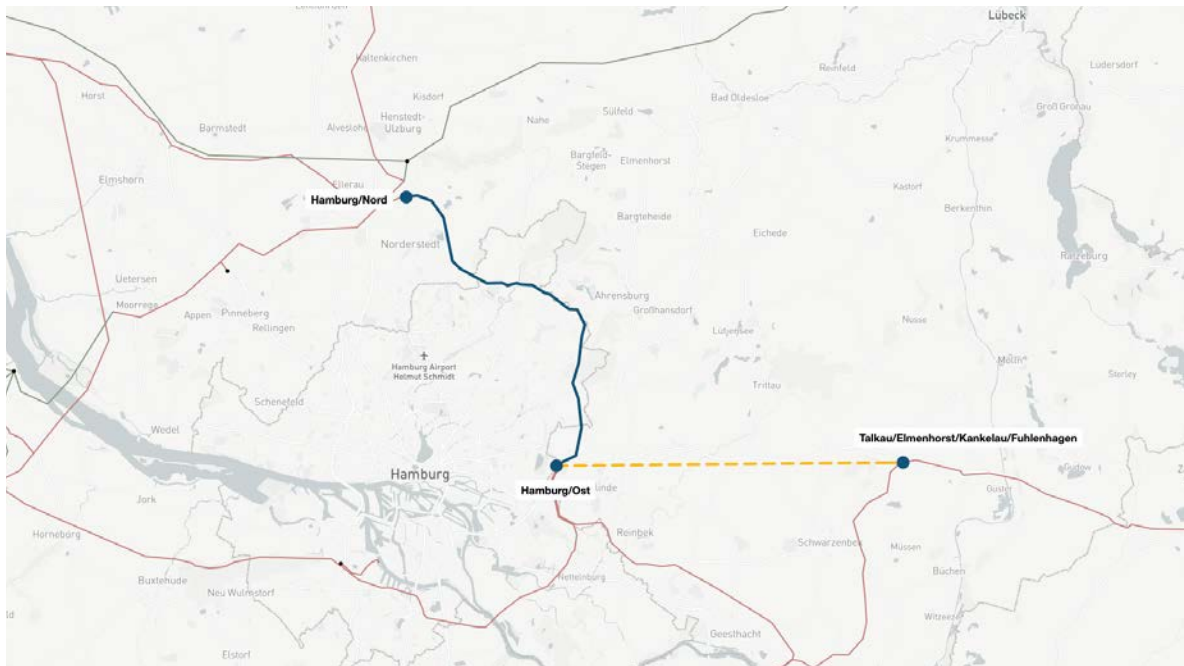 Lübeck
Kaltenkirchen
Reinfeld
Lüdersdorf
Horst
Kisdorf
Bad Oldesloe
Groß Grönau
Barmstedt
Alveslohe
Henstedt-
Ulzburg
Nahe
Sülfeld
Krummesse
Elmshorn
Ellerau
Bargfeld-
Stegen
Elmenhorst
Kastorf
Hamburg/Nord
Berkenthin
Bargteheide
Norderstedt
Eichede
Ratzeburg
Uetersen
Moorrege
Appen
Pinneberg
Rellingen
Ahrensburg
Großhansdorf
Nusse
Lütjensee
Hamburg Airport
Helmut Schmidt
Mölln
Sterley
Trittau
Schenefeld
Wedel
Talkau/Elmenhorst/Kankelau/Fuhlenhagen
Hamburg
Gudow
Hamburg/Ost
Güster
Jork
Horneburg
Reinbek
Schwarzenbek
Müssen
Büchen
Buxtehude
Neu Wulmstorf
Nettelnburg
Witzeeze
Geesthacht
Elstorf